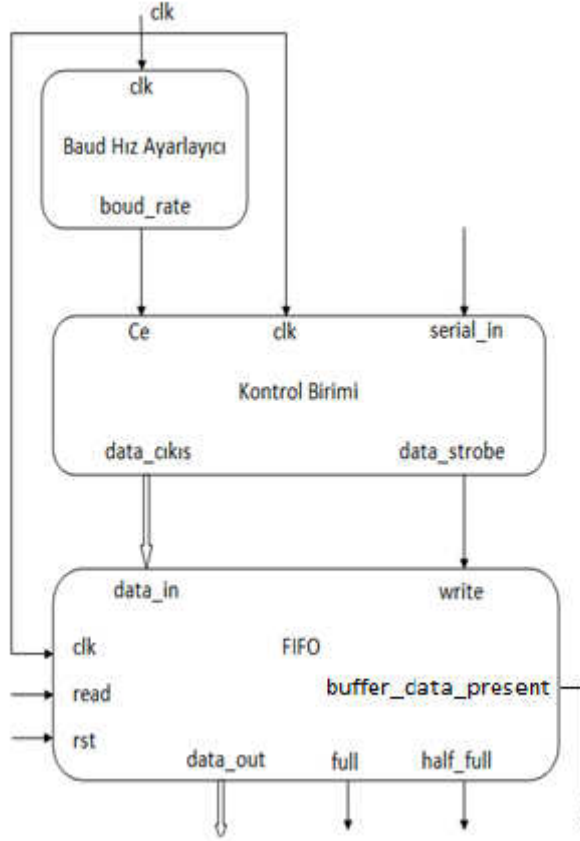 clk
clk
Baud Hız Ayarlayıcı
boud_rate
Ce clk serial_in
Kontrol Birimi
data_cıkıs data_strobe
data_in write
clk FIFO
read buffer_data_present
rst
data_out full half_full